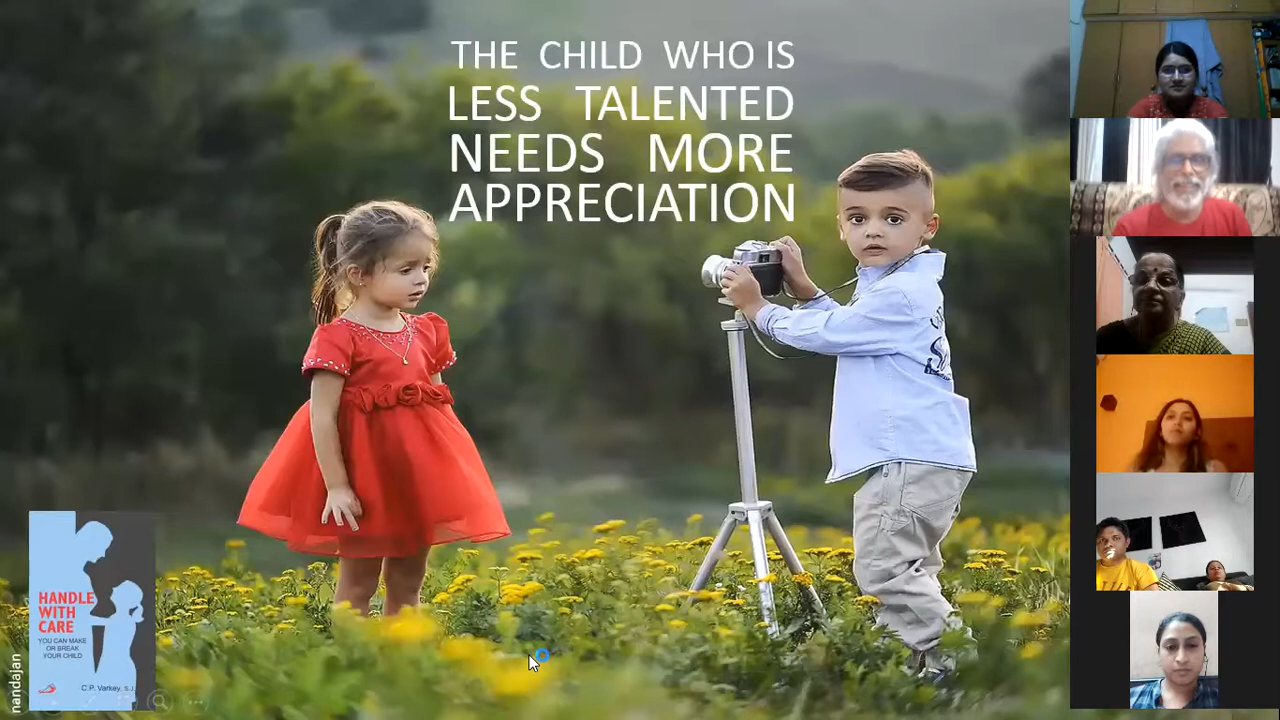 THE CHILD WHO IS
LESS TALENTED
NEEDS MORE
APPRECIATION
HANDLE
WITH
CARE
YOU CAN MAKE
OR BREAK
YOUR CHILD
C.P. Varkey, S.J.
nandajan